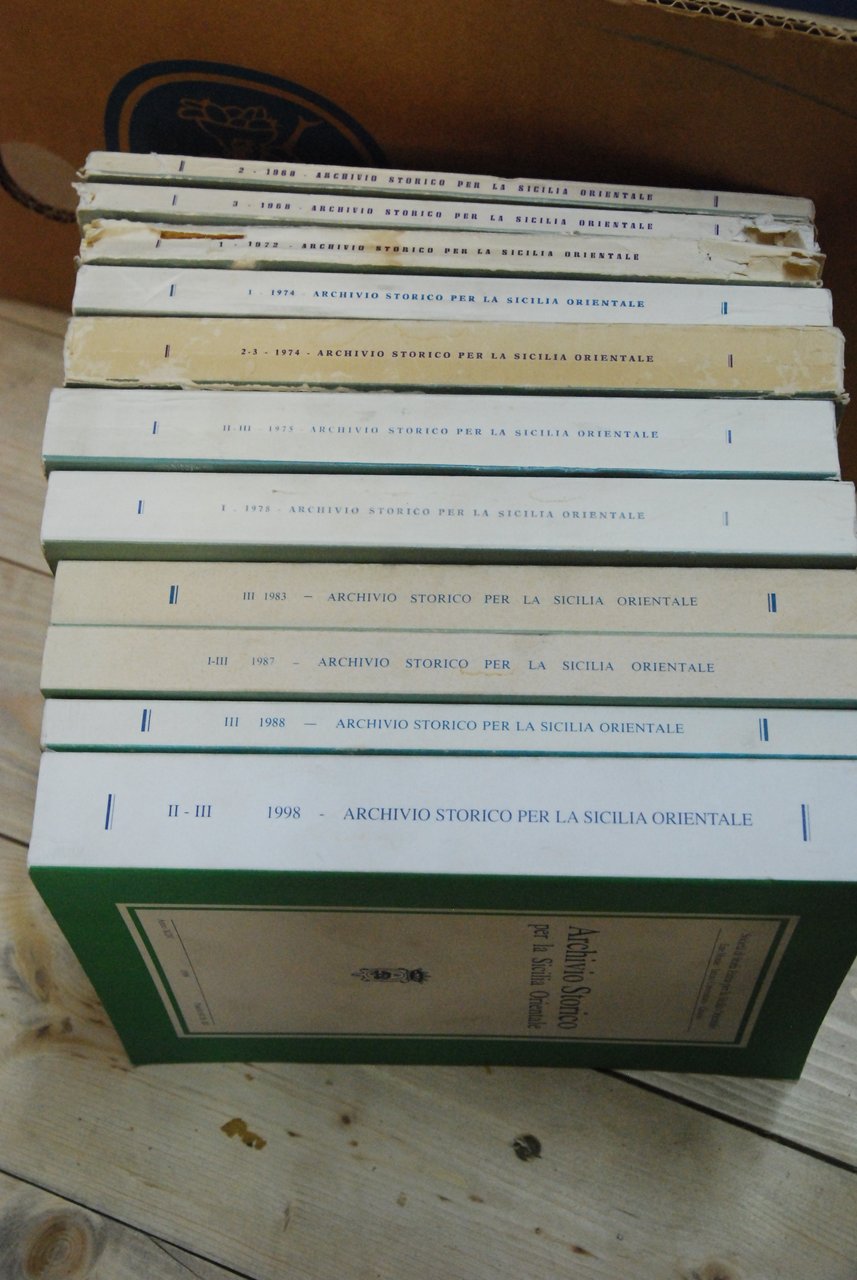 2 - 1968 - ARCHIVIO STORICO PER LA SICILIA ORIENTALE
3 - 1968 - ARCHIVIO STORICO PER LA SICILIA ORIENTALE
1 - 1972 - ARCHIVIO STORICO PER LA SICILIA ORIENTALE
1 - 1974 - ARCHIVIO STORICO PER LA SICILIA ORIENTALE
2-3 - 1974 - ARCHIVIO STORICO PER LA SICILIA ORIENTALE
II-III - 1975 - ARCHIVIO STORICO PER LA SICILIA ORIENTALE
I - 1978 - ARCHIVIO STORICO PER LA SICILIA ORIENTALE
III 1983 — ARCHIVIO STORICO PER LA SICILIA ORIENTALE
I-III 1987 – ARCHIVIO STORICO PER LA SICILIA ORIENTALE
III 1988 — ARCHIVIO STORICO PER LA SICILIA ORIENTALE
II - III 1998 - ARCHIVIO STORICO PER LA SICILIA ORIENTALE
Archivio Storico
per la Sicilia Orientale